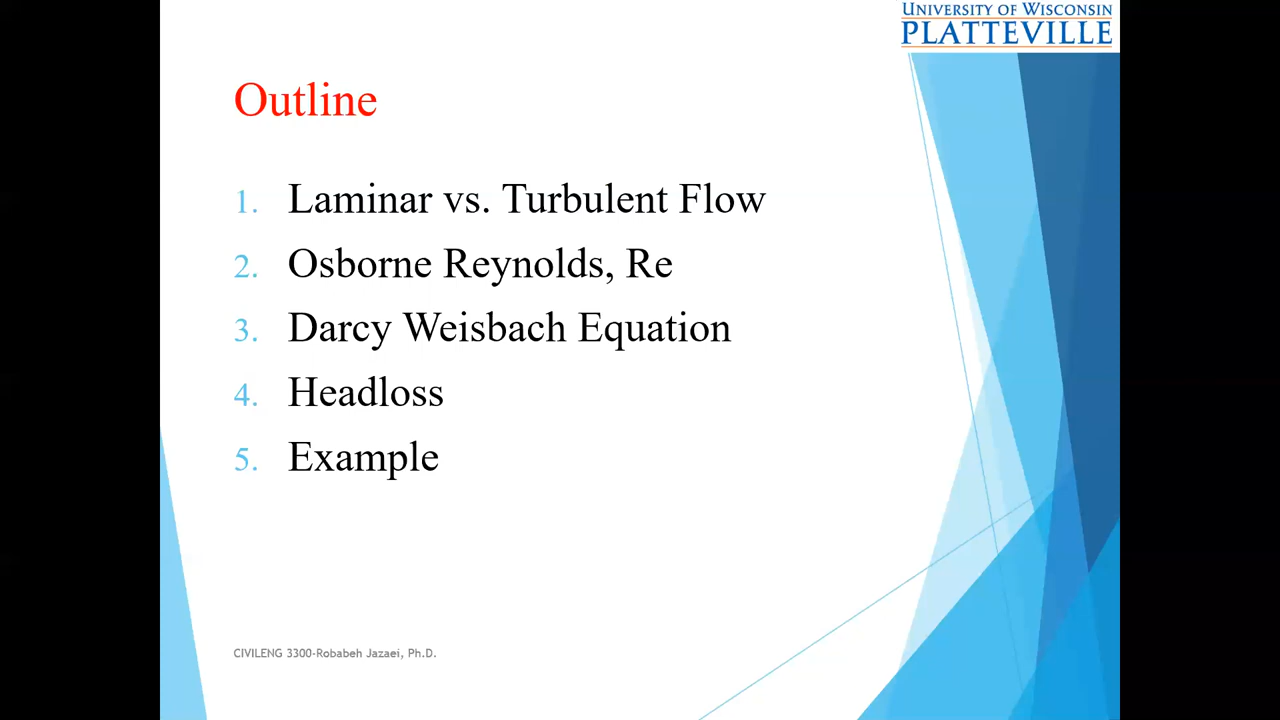 UNIVERSITY OF WISCONSIN
PLATTEVILLE
Outline
1. Laminar vs. Turbulent Flow
2. Osborne Reynolds, Re
3. Darcy Weisbach Equation
4. Headloss
5. Example
CIVILENG 3300-Robabeh Jazaei, Ph.D.